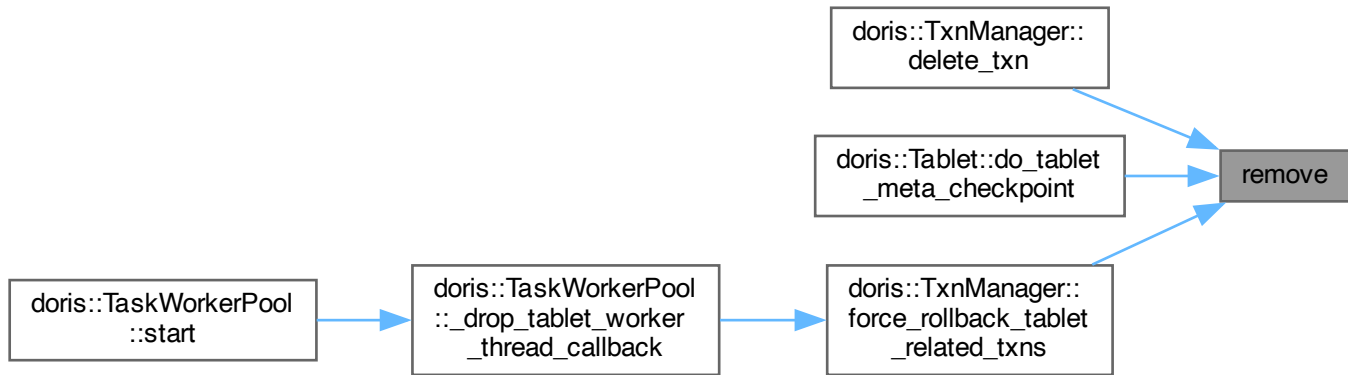 doris::TxnManager::
delete_txn
doris::Tablet::do_tablet
_meta_checkpoint
remove
doris::TaskWorkerPool
::start
doris::TaskWorkerPool
::_drop_tablet_worker
_thread_callback
doris::TxnManager::
force_rollback_tablet
_related_txns